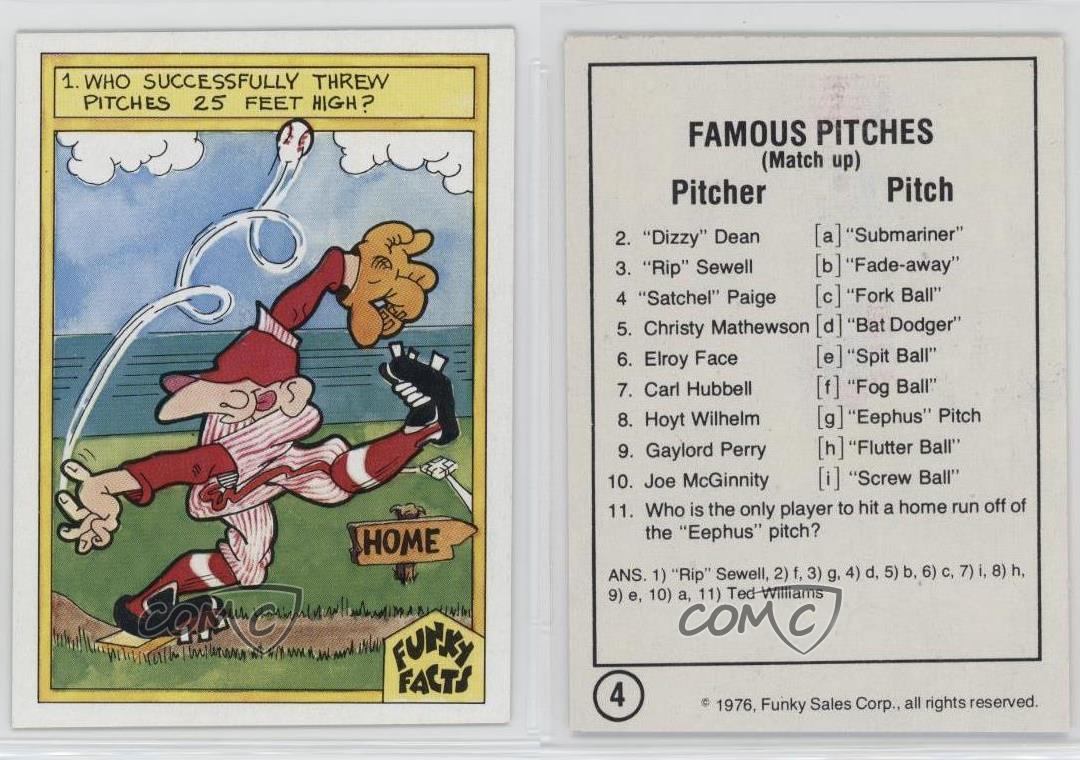 1. WHO SUCCESSFULLY THREW
PITCHES 25 FEET HIGH?
HOME
FUNKY
FACTS
COMC
FAMOUS PITCHES
(Match up)
Pitcher Pitch
2. "Dizzy" Dean [a] "Submariner"
3. "Rip" Sewell [b] "Fade-away"
4 "Satchel" Paige [c] "Fork Ball"
5. Christy Mathewson [d] "Bat Dodger"
6. Elroy Face [e] "Spit Ball"
7. Carl Hubbell [f] "Fog Ball"
8. Hoyt Wilhelm [g] "Eephus" Pitch
9. Gaylord Perry [h] "Flutter Ball"
10. Joe McGinnity [i] "Screw Ball"
11. Who is the only player to hit a home run off of
the "Eephus" pitch?
ANS. 1) "Rip" Sewell, 2) f, 3) g, 4) d, 5) b, 6) c, 7) i, 8) h,
9) e, 10) a, 11) Ted Williams
COMC
4
© 1976, Funky Sales Corp., all rights reserved.